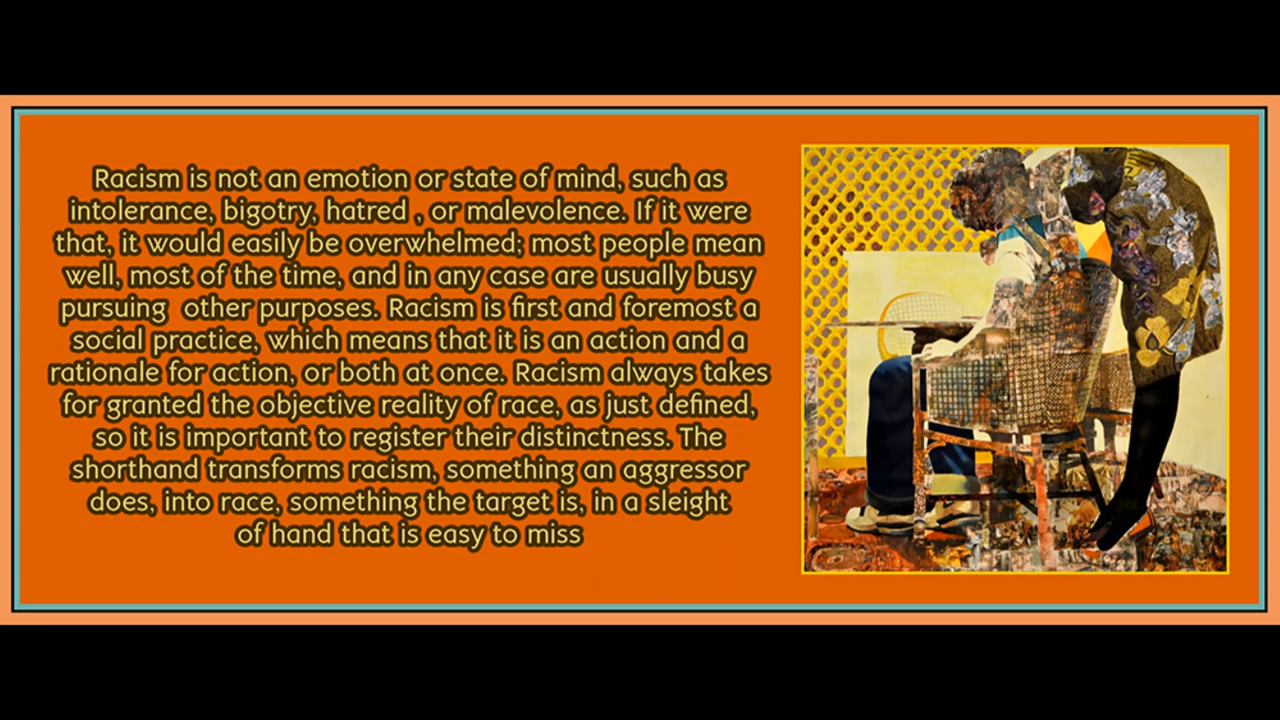 Racism is not an emotion or state of mind, such as
intolerance, bigotry, hatred , or malevolence. If it were
that, it would easily be overwhelmed; most people mean
well, most of the time, and in any case are usually busy
pursuing  other purposes. Racism is first and foremost a
social practice, which means that it is an action and a
rationale for action, or both at once. Racism always takes
for granted the objective reality of race, as just defined,
so it is important to register their distinctness. The
shorthand transforms racism, something an aggressor
does, into race, something the target is, in a sleight
of hand that is easy to miss